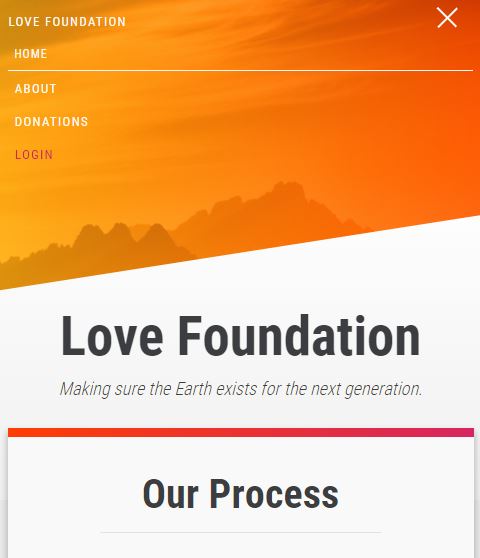 LOVE FOUNDATION
HOME
ABOUT
DONATIONS
LOGIN
Love Foundation
Making sure the Earth exists for the next generation.
Our Process